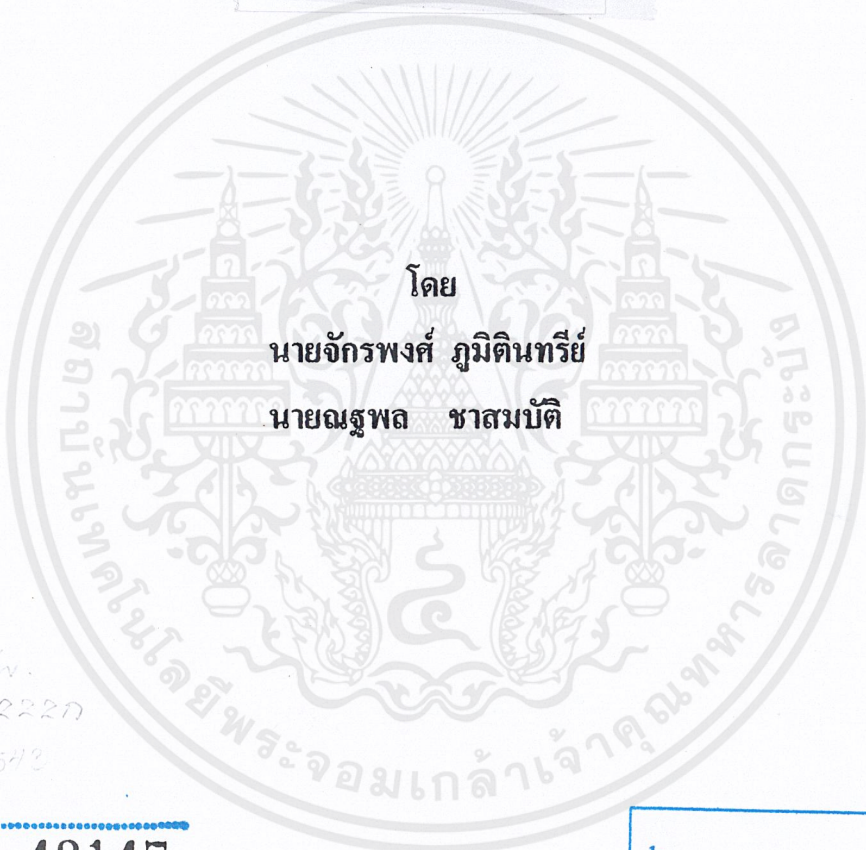 โดย
นายจักรพงศ์ ภูมิตินทรีย์
นายณฐพล ชาสมบัติ
สถาบันเทคโนโลยีพระจอมเกล้าเจ้าคุณทหารลาดกระบัง
๔